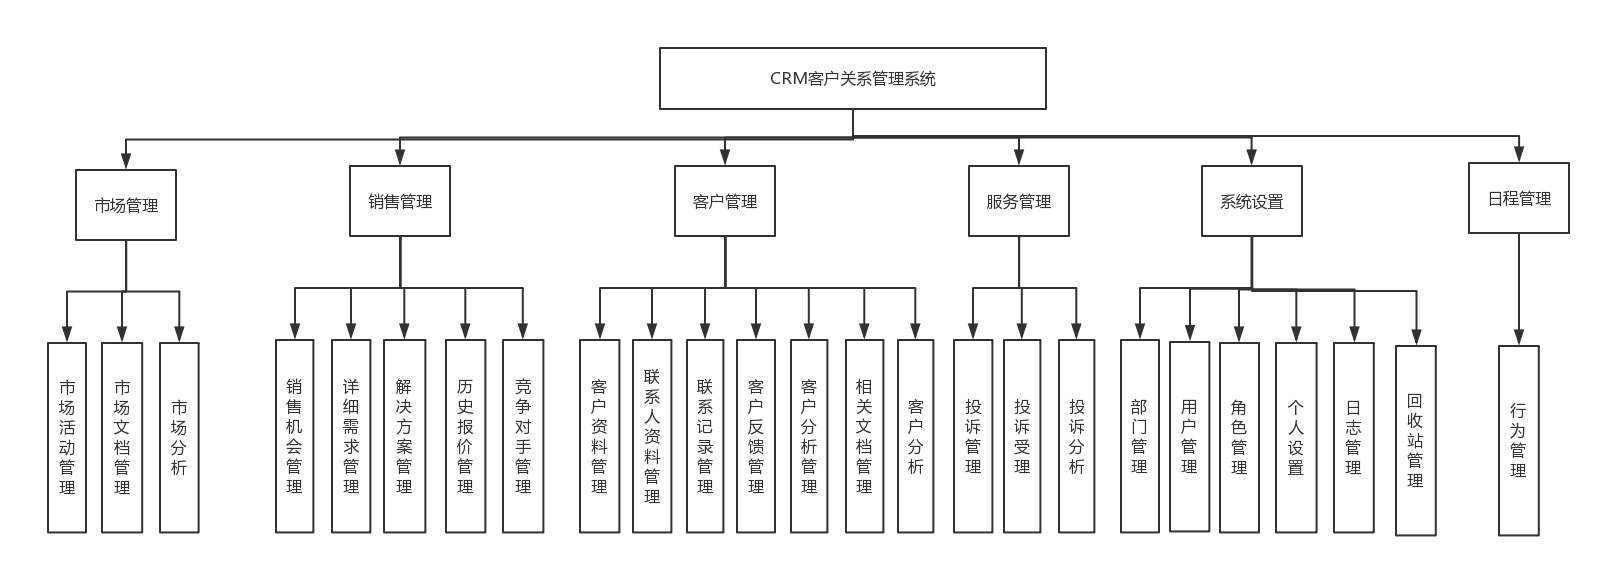 CRM客户关系管理系统
市场管理
销售管理
客户管理
服务管理
系统设置
日程管理
市场活动管理
市场文档管理
市场分析
销售机会管理
详细需求管理
解决方案管理
历史报价管理
竞争对手管理
客户资料管理
联系人资料管理
联系记录管理
客户反馈管理
客户分析管理
相关文档管理
客户分析
投诉管理
投诉受理
投诉分析
部门管理
用户管理
角色管理
个人设置
日志管理
回收站管理
行为管理